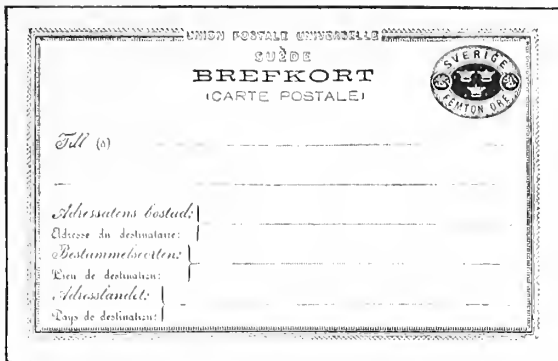 UNION POSTALE UNIVERSELLE
SUÈDE
BREFKORT
(CARTE POSTALE)
SVERIGE
FEMTON ÖRE
Till (à)
Adressatens bostad:
Adresse du destinataire:
Bestämmelseorten:
Lieu de destination:
Adresslandet:
Pays de destination: